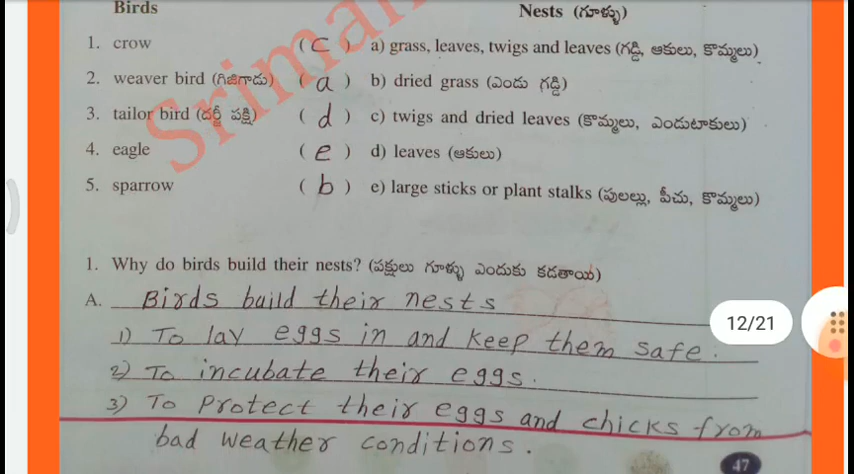 Birds Nests (గూళ్ళు)
1. crow ( c ) a) grass, leaves, twigs and leaves (గడ్డి, ఆకులు, కొమ్మలు)
2. weaver bird (గిజిగాడు) ( a ) b) dried grass (ఎండు గడ్డి)
3. tailor bird (దర్జీ పక్షి) ( d ) c) twigs and dried leaves (కొమ్మలు, ఎండుటాకులు)
4. eagle ( e ) d) leaves (ఆకులు)
5. sparrow ( b ) e) large sticks or plant stalks (పుల్లలు, పీచు, కొమ్మలు)
1. Why do birds build their nests? (పక్షులు గూళ్ళు ఎందుకు కడతాయి)
A. Birds build their nests
12/21
1) To lay eggs in and keep them safe.
2) To incubate their eggs.
3) To Protect their eggs and chicks from
bad weather conditions.
47